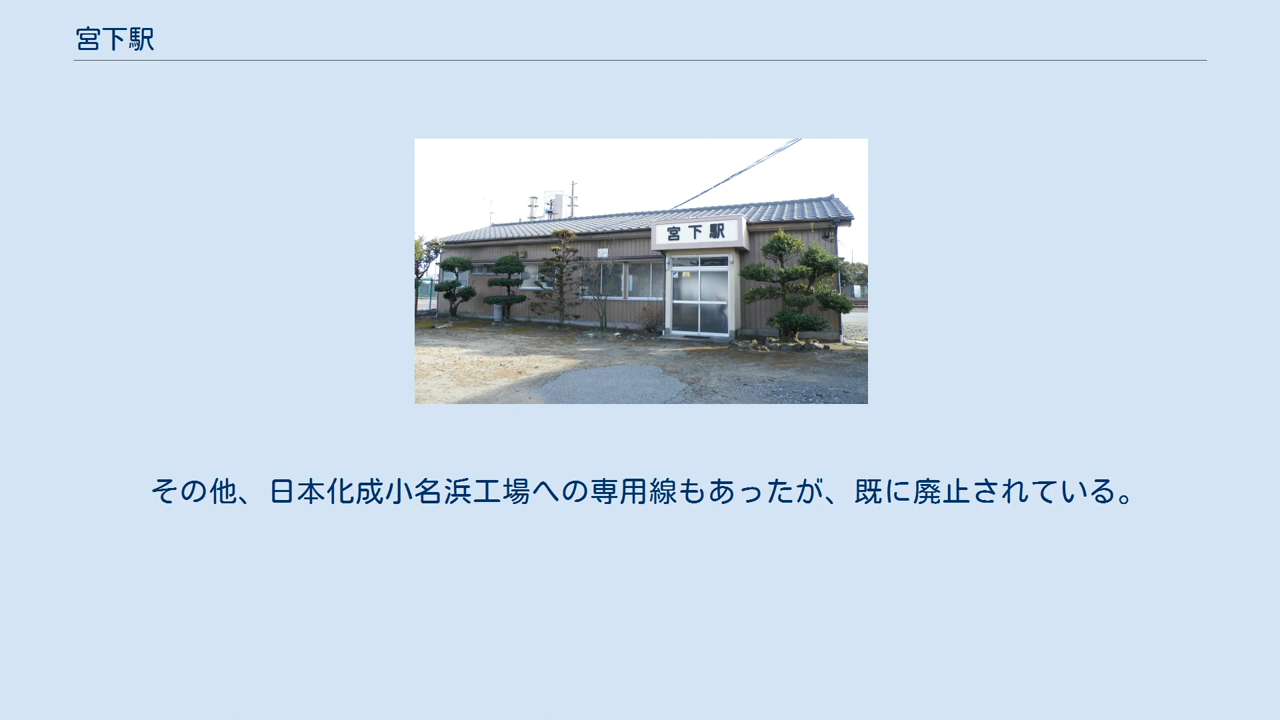 宮下駅
宮下駅
その他、日本化成小名浜工場への専用線もあったが、既に廃止されている。